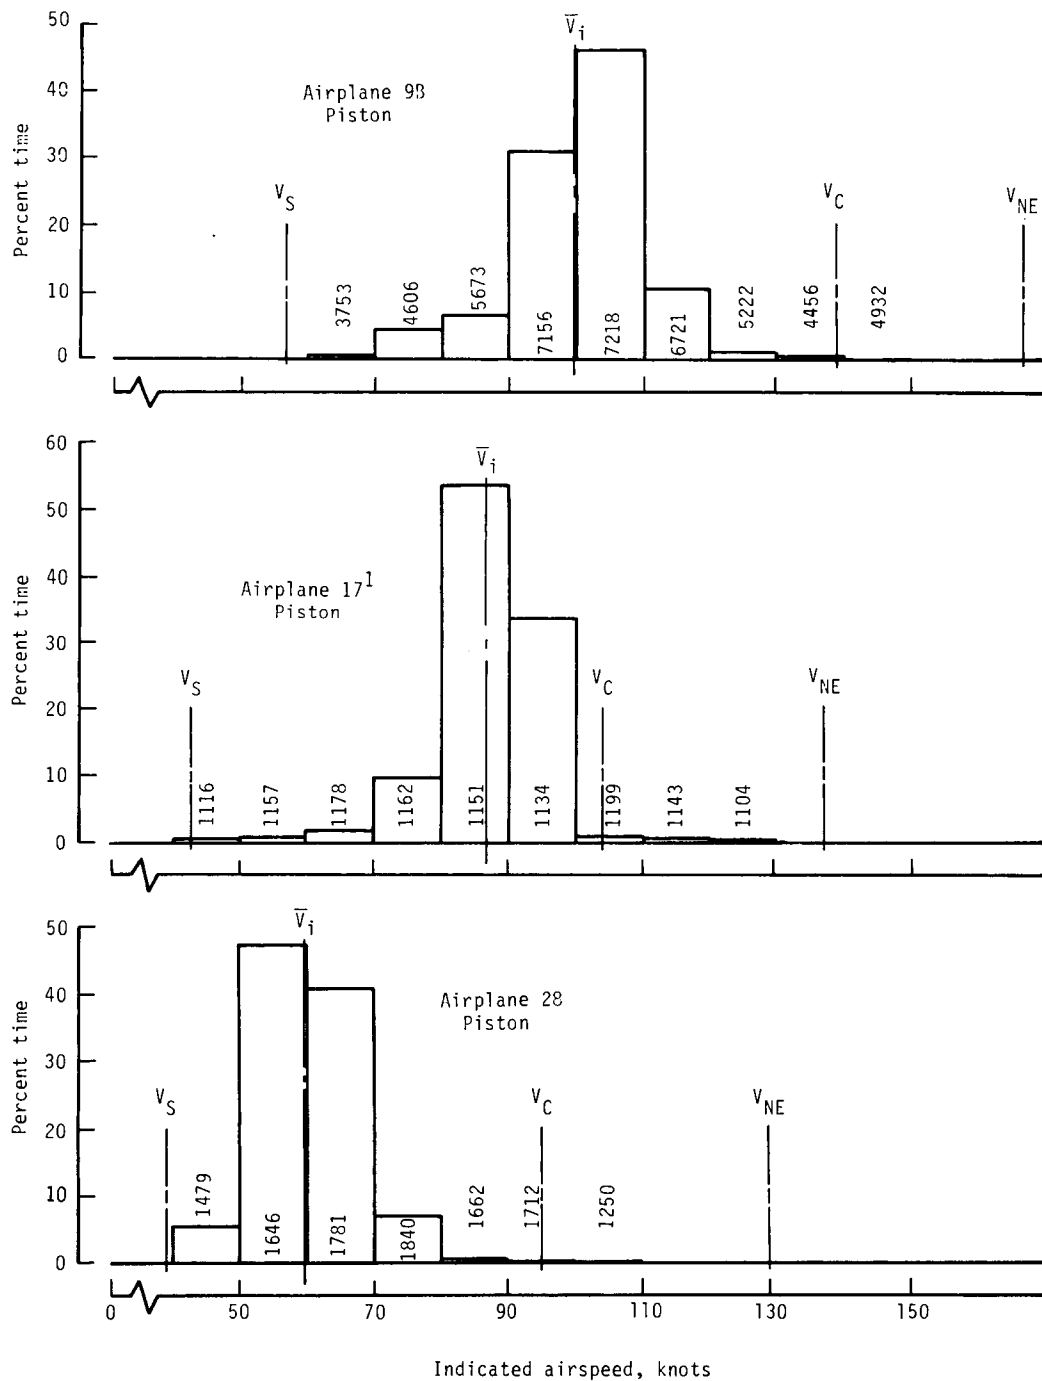 50
40
30
20
10
0
Percent time
Airplane 9B
Piston
V̅i
VS
VC
VNE
3753
4606
5673
7156
7218
6721
5222
4456
4932
60
50
40
30
20
10
0
Percent time
Airplane 17¹
Piston
V̅i
VS
VC
VNE
1116
1157
1178
1162
1151
1134
1199
1143
1104
50
40
30
20
10
0
Percent time
Airplane 28
Piston
V̅i
VS
VC
VNE
1479
1646
1781
1840
1662
1712
1250
0 50 70 90 110 130 150
Indicated airspeed, knots